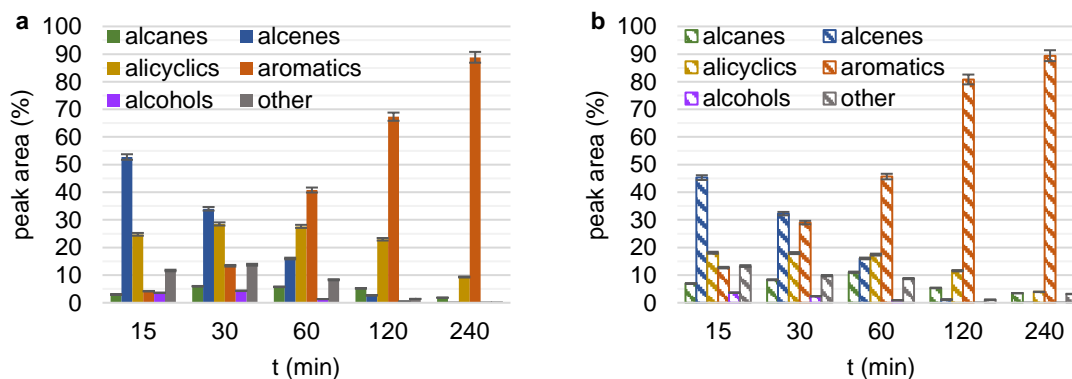 a
peak area (%)
100
90
80
70
60
50
40
30
20
10
0
alcanes alcenes
alicyclics aromatics
alcohols other
15 30 60 120 240
t (min)
b
peak area (%)
100
90
80
70
60
50
40
30
20
10
0
alcanes alcenes
alicyclics aromatics
alcohols other
15 30 60 120 240
t (min)